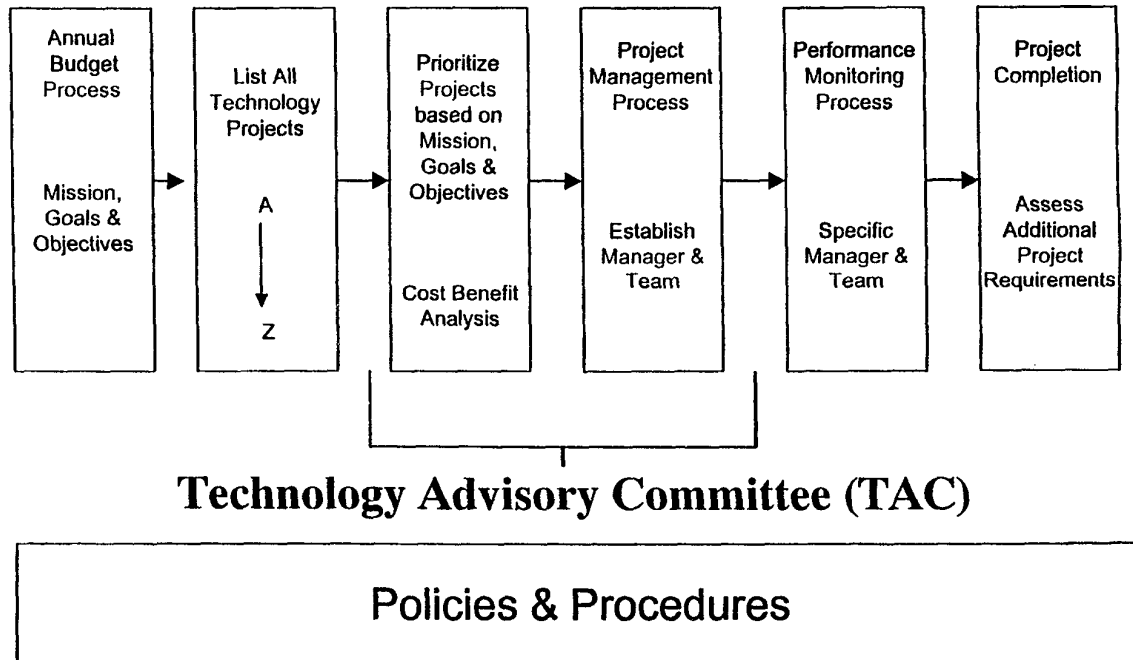 Annual
Budget
Process
Mission,
Goals &
Objectives
List All
Technology
Projects
A
Z
Prioritize
Projects
based on
Mission,
Goals &
Objectives
Cost Benefit
Analysis
Project
Management
Process
Establish
Manager &
Team
Performance
Monitoring
Process
Specific
Manager &
Team
Project
Completion
Assess
Additional
Project
Requirements
Technology Advisory Committee (TAC)
Policies & Procedures